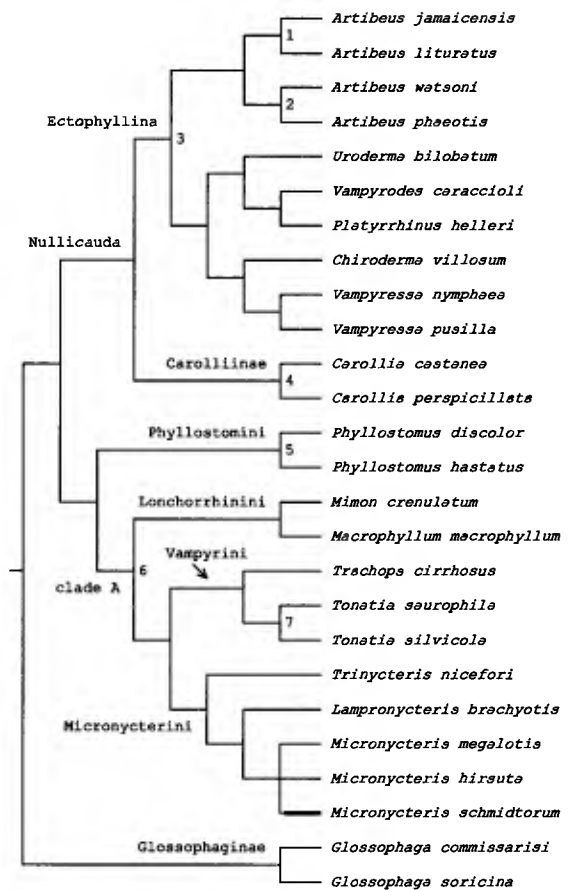 Artibeus jamaicensis
1
Artibeus lituratus
Artibeus watsoni
2
Artibeus phaeotis
Ectophyllina
3
Uroderma bilobatum
Vampyrodes caraccioli
Platyrrhinus helleri
Nullicauda
Chiroderma villosum
Vampyressa nymphaea
Vampyressa pusilla
Carolliinae
Carollia castanea
4
Carollia perspicillata
Phyllostomini
Phyllostomus discolor
5
Phyllostomus hastatus
Lonchorrhinini
Mimon crenulatum
Macrophyllum macrophyllum
Vampyrini
6
Trachops cirrhosus
clade A
Tonatia saurophila
7
Tonatia silvicola
Trinycteris nicefori
Lampronycteris brachyotis
Micronycterini
Micronycteris megalotis
Micronycteris hirsuta
Micronycteris schmidtorum
Glossophaginae
Glossophaga commissarisi
Glossophaga soricina